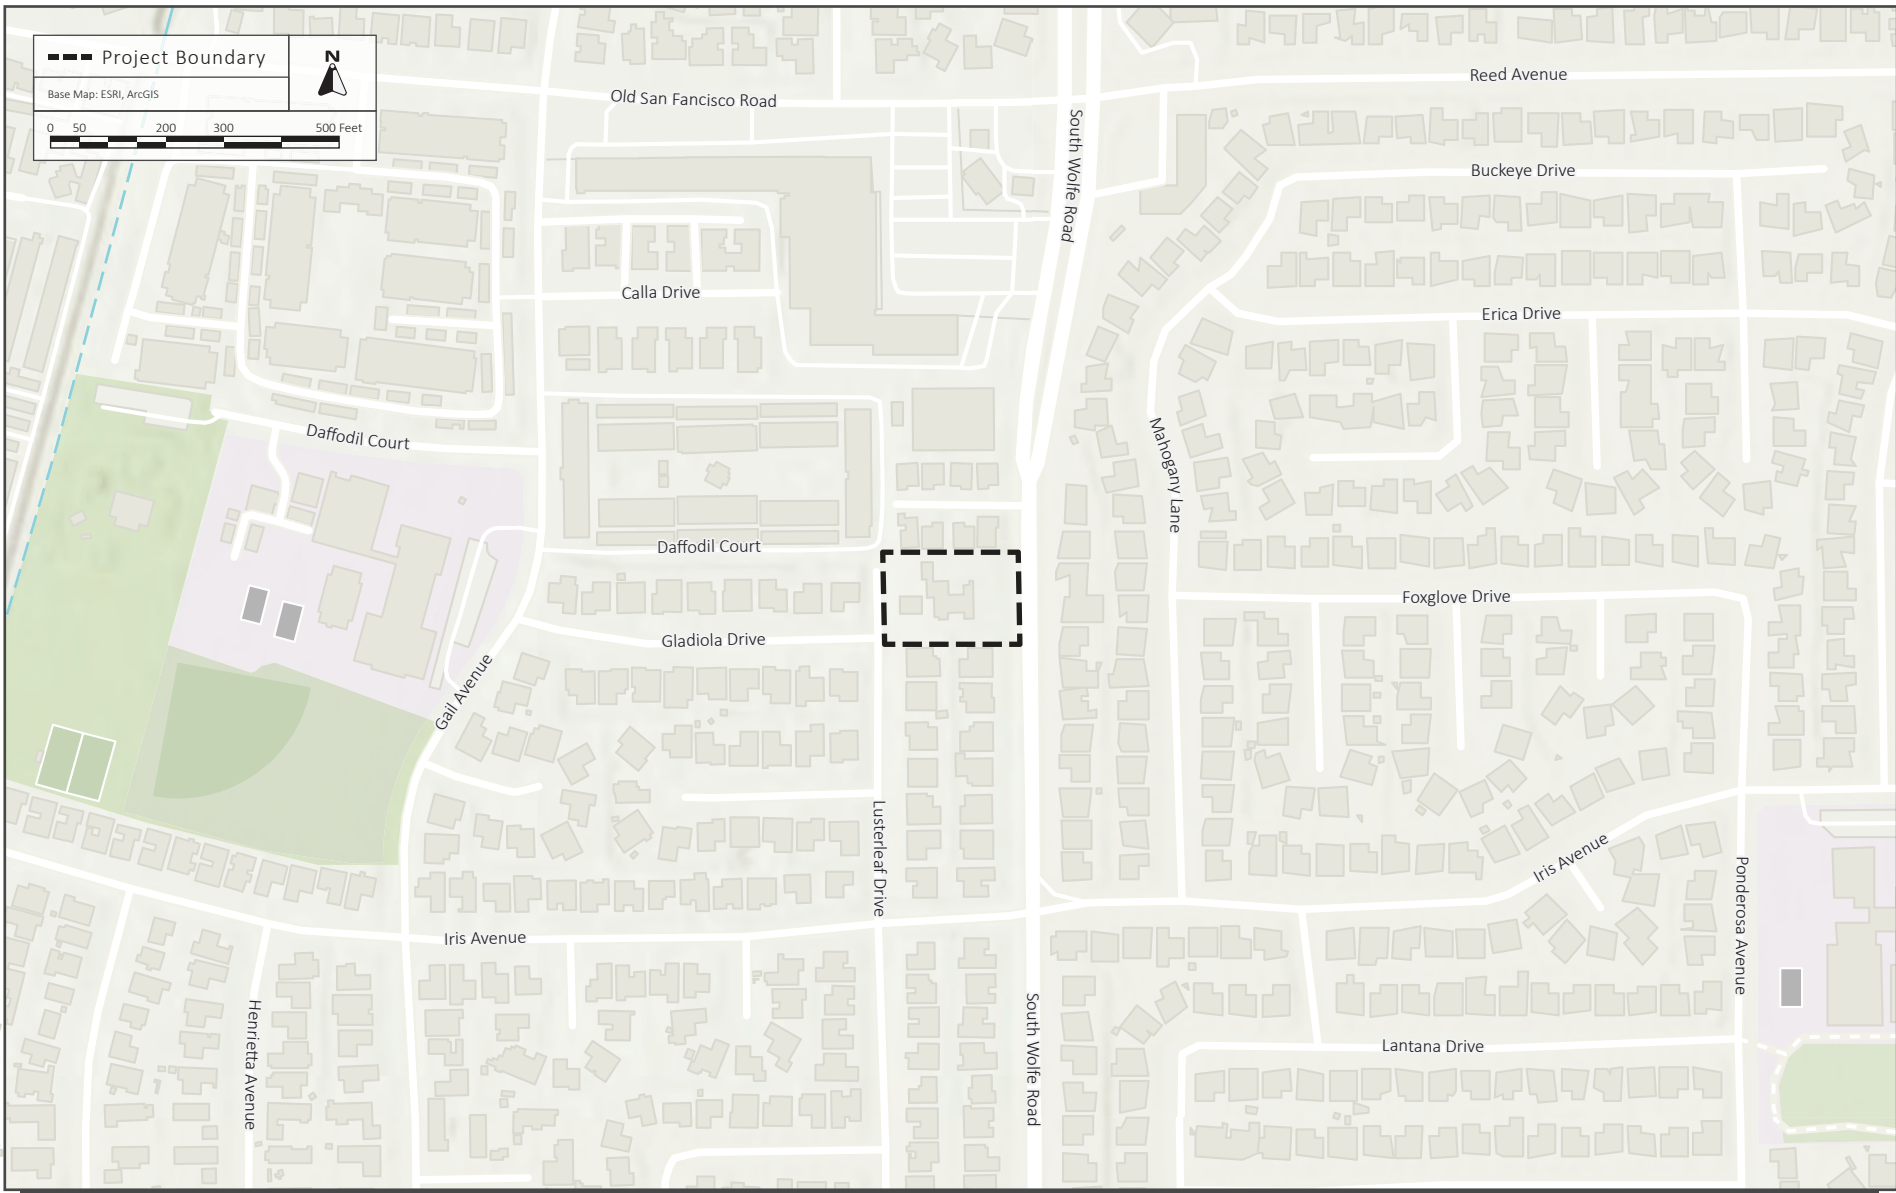 Project Boundary
N
Base Map: ESRI, ArcGIS
0 50 200 300 500 Feet
Reed Avenue
Old San Fancisco Road
South Wolfe Road
Buckeye Drive
Calla Drive
Erica Drive
Daffodil Court
Mahogany Lane
Daffodil Court
Foxglove Drive
Gladiola Drive
Gail Avenue
Lusterleaf Drive
Iris Avenue
Ponderosa Avenue
Iris Avenue
Henrietta Avenue
South Wolfe Road
Lantana Drive